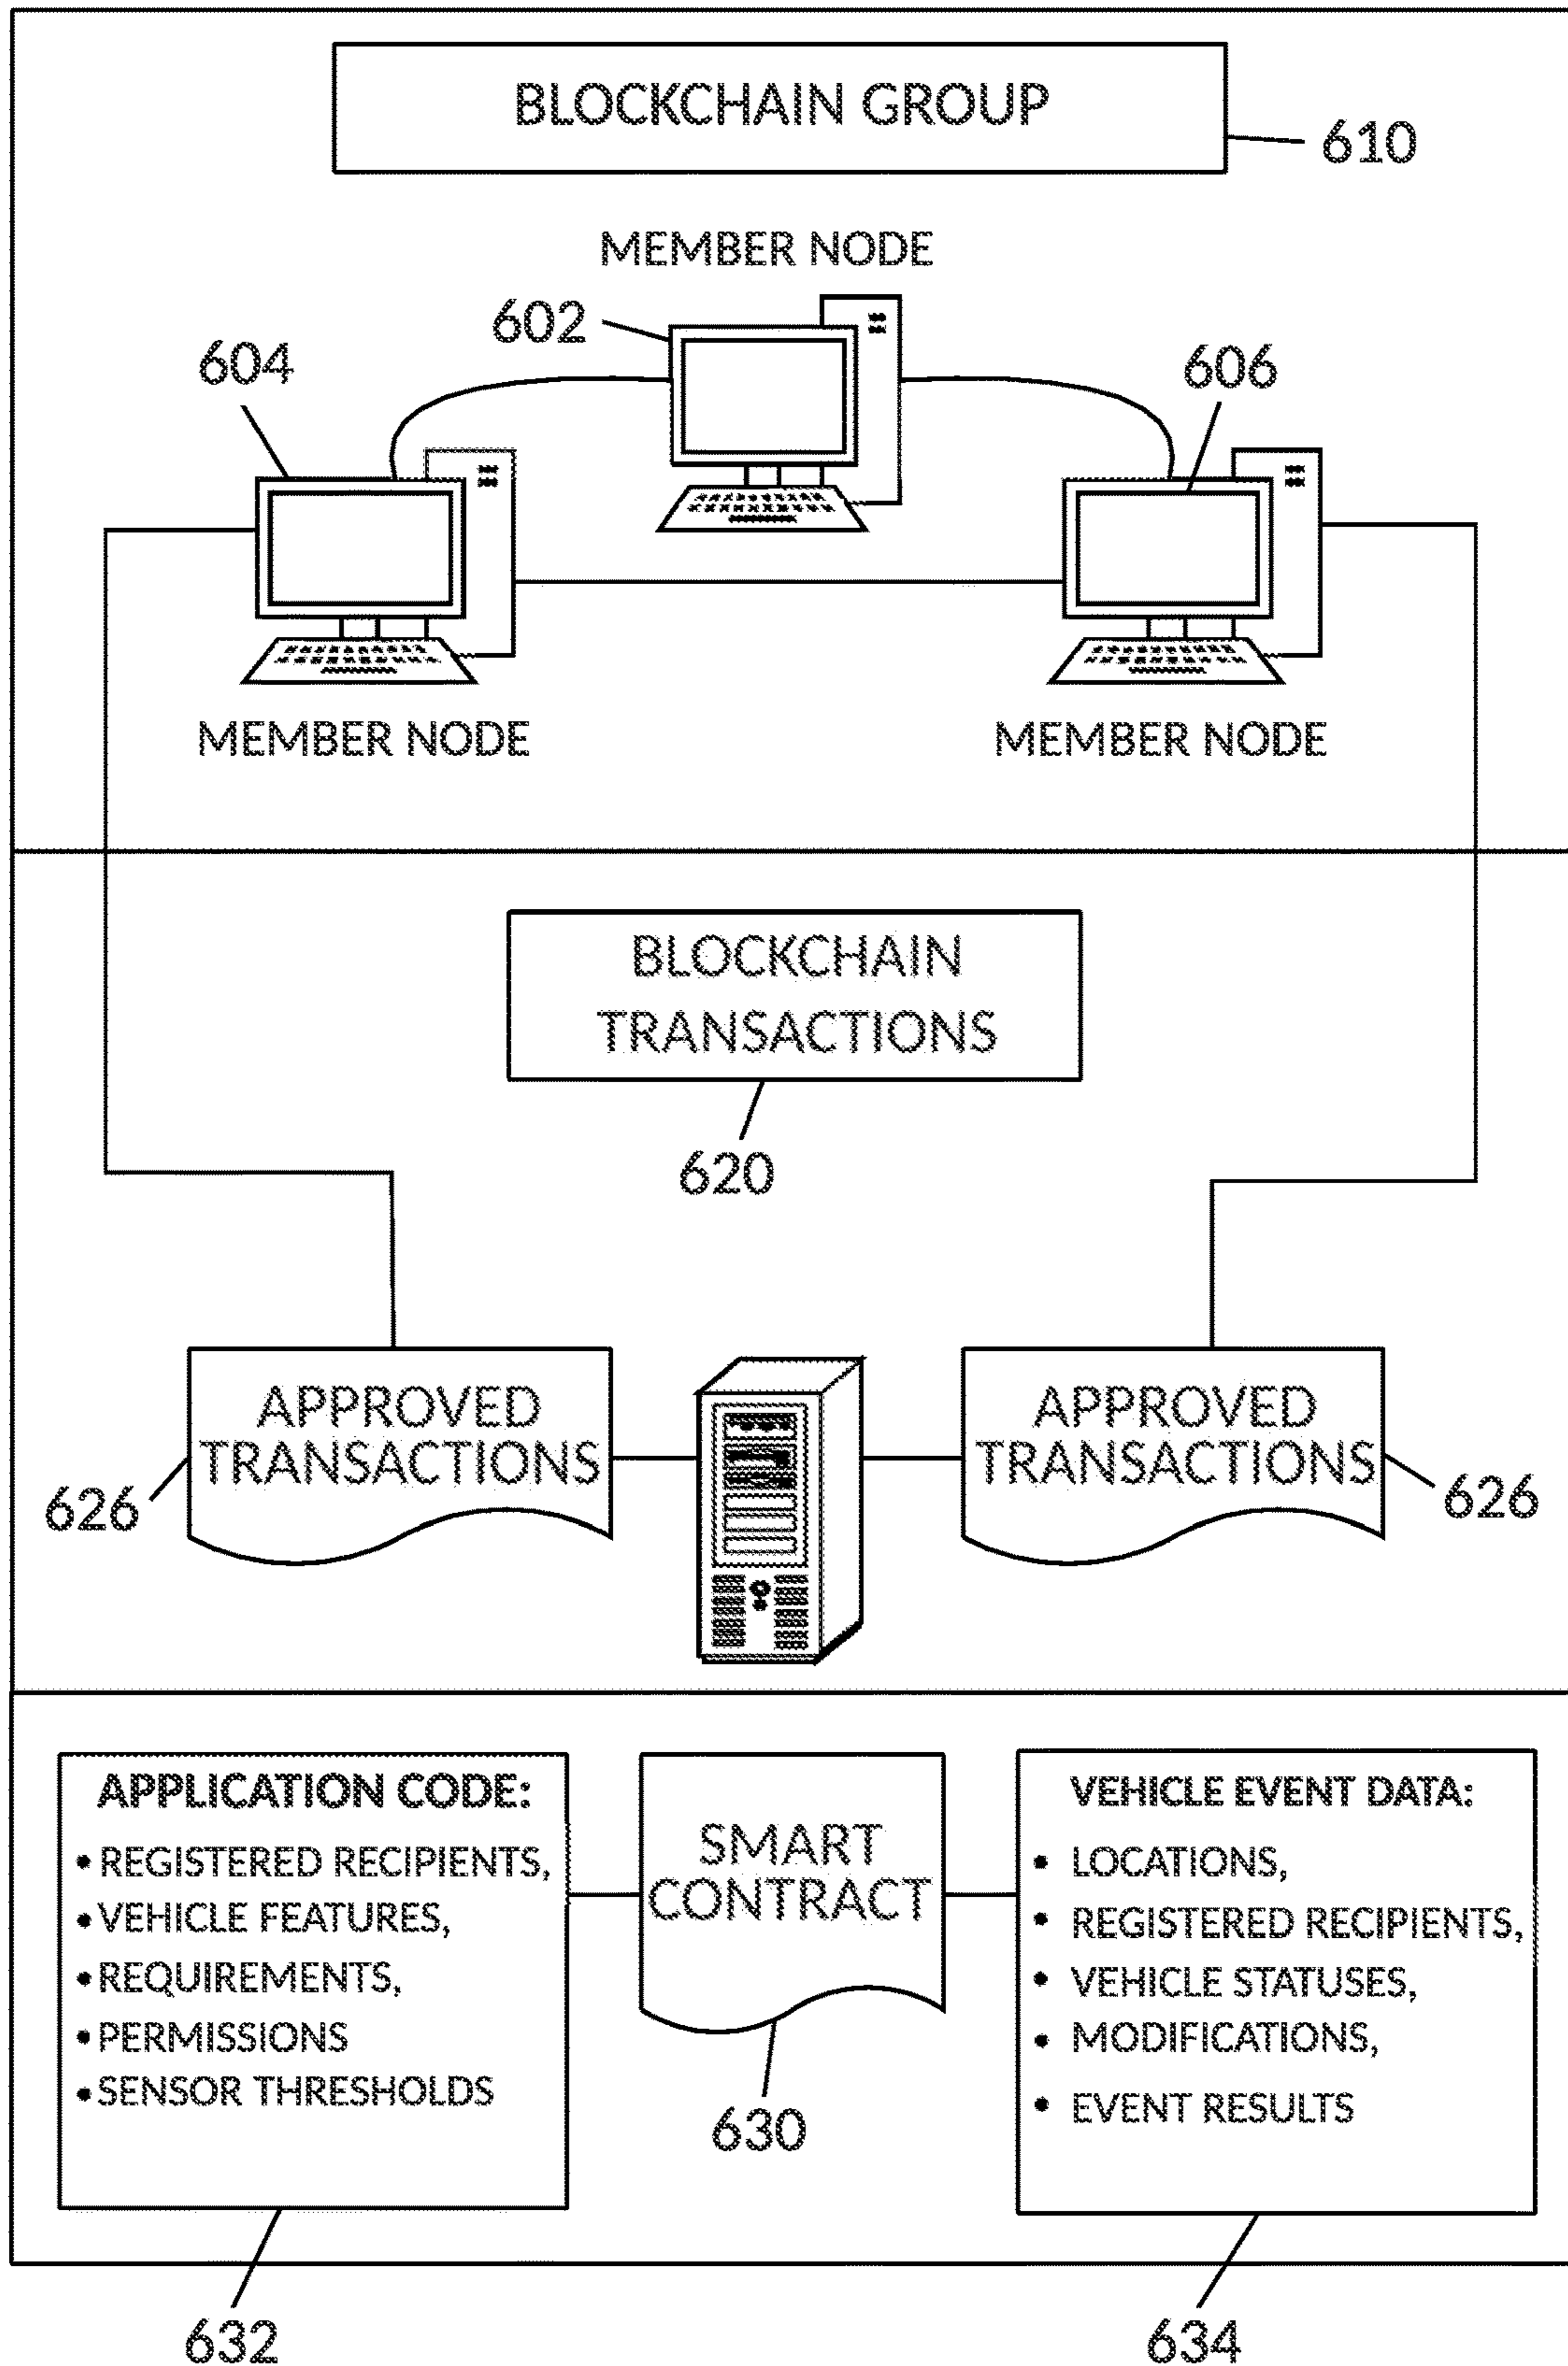 BLOCKCHAIN GROUP
610
MEMBER NODE
602
604
606
MEMBER NODE
MEMBER NODE
BLOCKCHAIN
TRANSACTIONS
620
APPROVED
TRANSACTIONS
626
APPROVED
TRANSACTIONS
626
APPLICATION CODE:
• REGISTERED RECIPIENTS,
• VEHICLE FEATURES,
• REQUIREMENTS,
• PERMISSIONS
• SENSOR THRESHOLDS
SMART
CONTRACT
630
VEHICLE EVENT DATA:
• LOCATIONS,
• REGISTERED RECIPIENTS,
• VEHICLE STATUSES,
• MODIFICATIONS,
• EVENT RESULTS
632
634